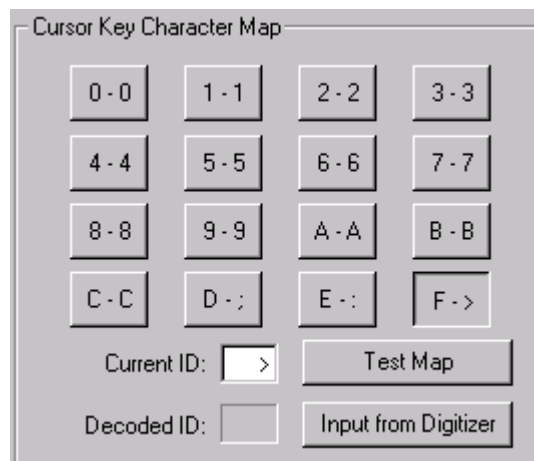 Cursor Key Character Map
0 - 0 1 - 1 2 - 2 3 - 3
4 - 4 5 - 5 6 - 6 7 - 7
8 - 8 9 - 9 A - A B - B
C - C D - ; E - : F - >
Current ID: > Test Map
Decoded ID: Input from Digitizer